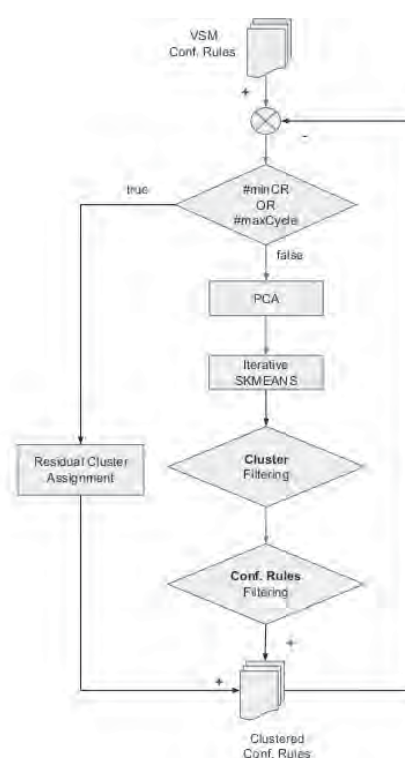 VSM
Conf. Rules
+
-
true
#minCR
OR
#maxCycle
false
PCA
Iterative
SKMEANS
Residual Cluster
Assignment
Cluster
Filtering
Conf. Rules
Filtering
+
+
Clustered
Conf. Rules